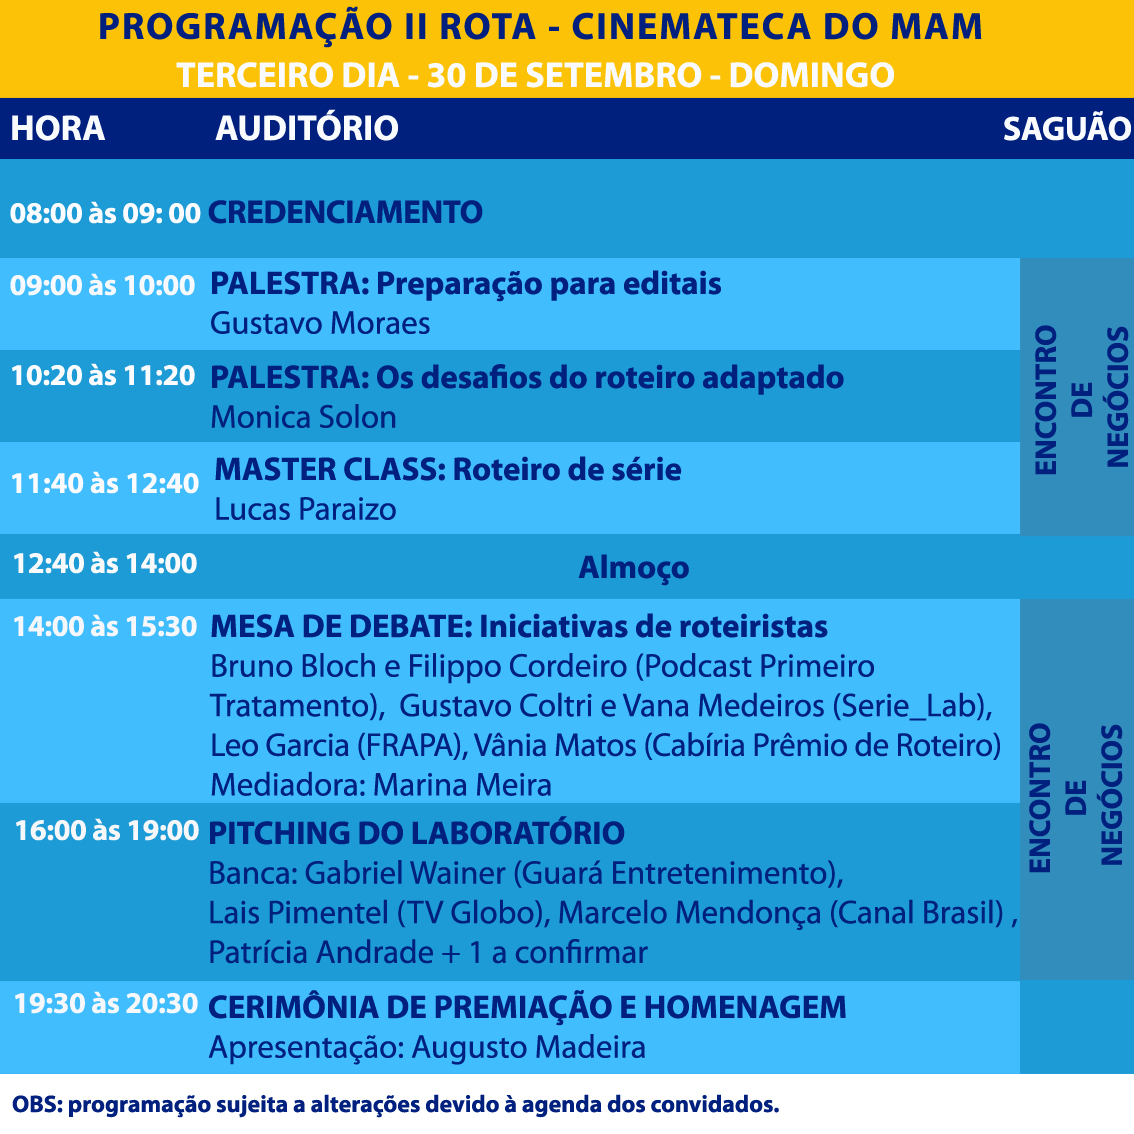 PROGRAMAÇÃO II ROTA - CINEMATECA DO MAM
TERCEIRO DIA - 30 DE SETEMBRO - DOMINGO
HORA AUDITÓRIO SAGUÃO
08:00 às 09: 00 CREDENCIAMENTO
09:00 às 10:00 PALESTRA: Preparação para editais
Gustavo Moraes
10:20 às 11:20 PALESTRA: Os desafios do roteiro adaptado
Monica Solon
11:40 às 12:40 MASTER CLASS: Roteiro de série
Lucas Paraizo
ENCONTRO
DE
NEGÓCIOS
12:40 às 14:00 Almoço
14:00 às 15:30 MESA DE DEBATE: Iniciativas de roteiristas
Bruno Bloch e Filippo Cordeiro (Podcast Primeiro
Tratamento), Gustavo Coltri e Vana Medeiros (Serie_Lab),
Leo Garcia (FRAPA), Vânia Matos (Cabíria Prêmio de Roteiro)
Mediadora: Marina Meira
16:00 às 19:00 PITCHING DO LABORATÓRIO
Banca: Gabriel Wainer (Guará Entretenimento),
Lais Pimentel (TV Globo), Marcelo Mendonça (Canal Brasil) ,
Patrícia Andrade + 1 a confirmar
ENCONTRO
DE
NEGÓCIOS
19:30 às 20:30 CERIMÔNIA DE PREMIAÇÃO E HOMENAGEM
Apresentação: Augusto Madeira
OBS: programação sujeita a alterações devido à agenda dos convidados.